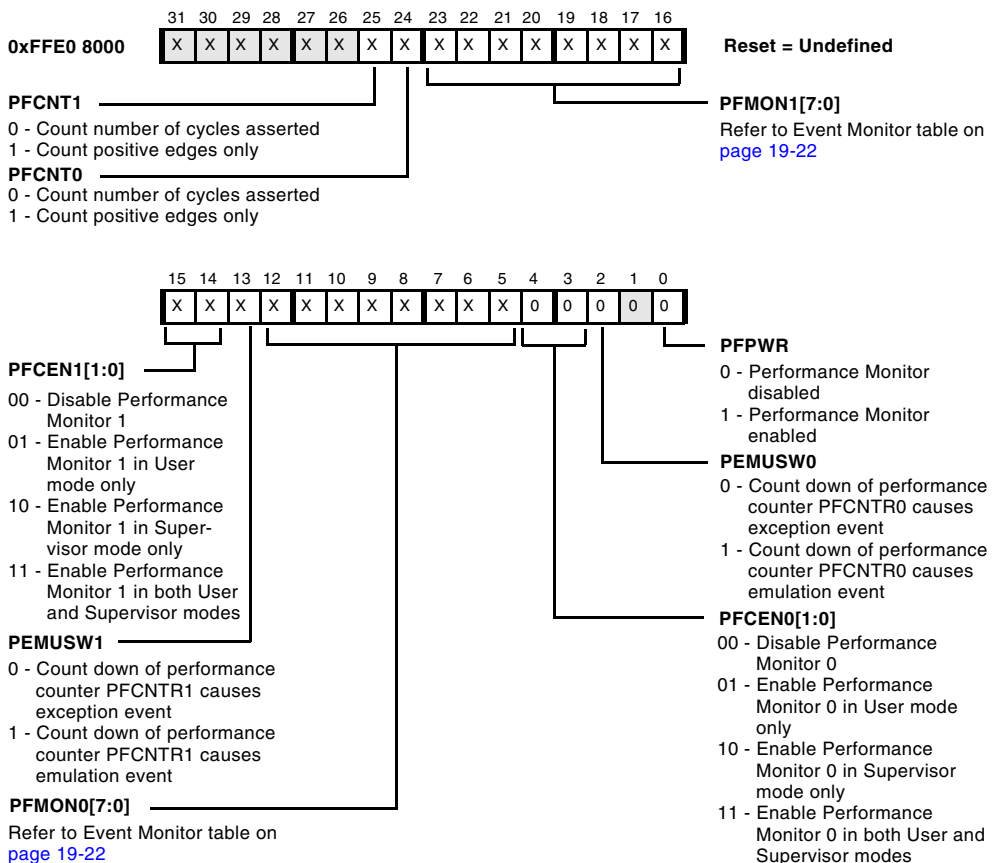 31 30 29 28 27 26 25 24 23 22 21 20 19 18 17 16
0xFFE0 8000
X X X X X X X X X X X X X X X X
Reset = Undefined
PFCNT1
0 - Count number of cycles asserted
1 - Count positive edges only
PFCNT0
0 - Count number of cycles asserted
1 - Count positive edges only
PFMON1[7:0]
Refer to Event Monitor table on
page 19-22
15 14 13 12 11 10 9 8 7 6 5 4 3 2 1 0
X X X X X X X X X X X 0 0 0 0 0
PFCEN1[1:0]
00 - Disable Performance
Monitor 1
01 - Enable Performance
Monitor 1 in User
mode only
10 - Enable Performance
Monitor 1 in Super-
visor mode only
11 - Enable Performance
Monitor 1 in both User
and Supervisor modes
PEMUSW1
0 - Count down of performance
counter PFCNTR1 causes
exception event
1 - Count down of performance
counter PFCNTR1 causes
emulation event
PFMON0[7:0]
Refer to Event Monitor table on
page 19-22
PFPWR
0 - Performance Monitor
disabled
1 - Performance Monitor
enabled
PEMUSW0
0 - Count down of performance
counter PFCNTR0 causes
exception event
1 - Count down of performance
counter PFCNTR0 causes
emulation event
PFCEN0[1:0]
00 - Disable Performance
Monitor 0
01 - Enable Performance
Monitor 0 in User mode
only
10 - Enable Performance
Monitor 0 in Supervisor
mode only
11 - Enable Performance
Monitor 0 in both User and
Supervisor modes